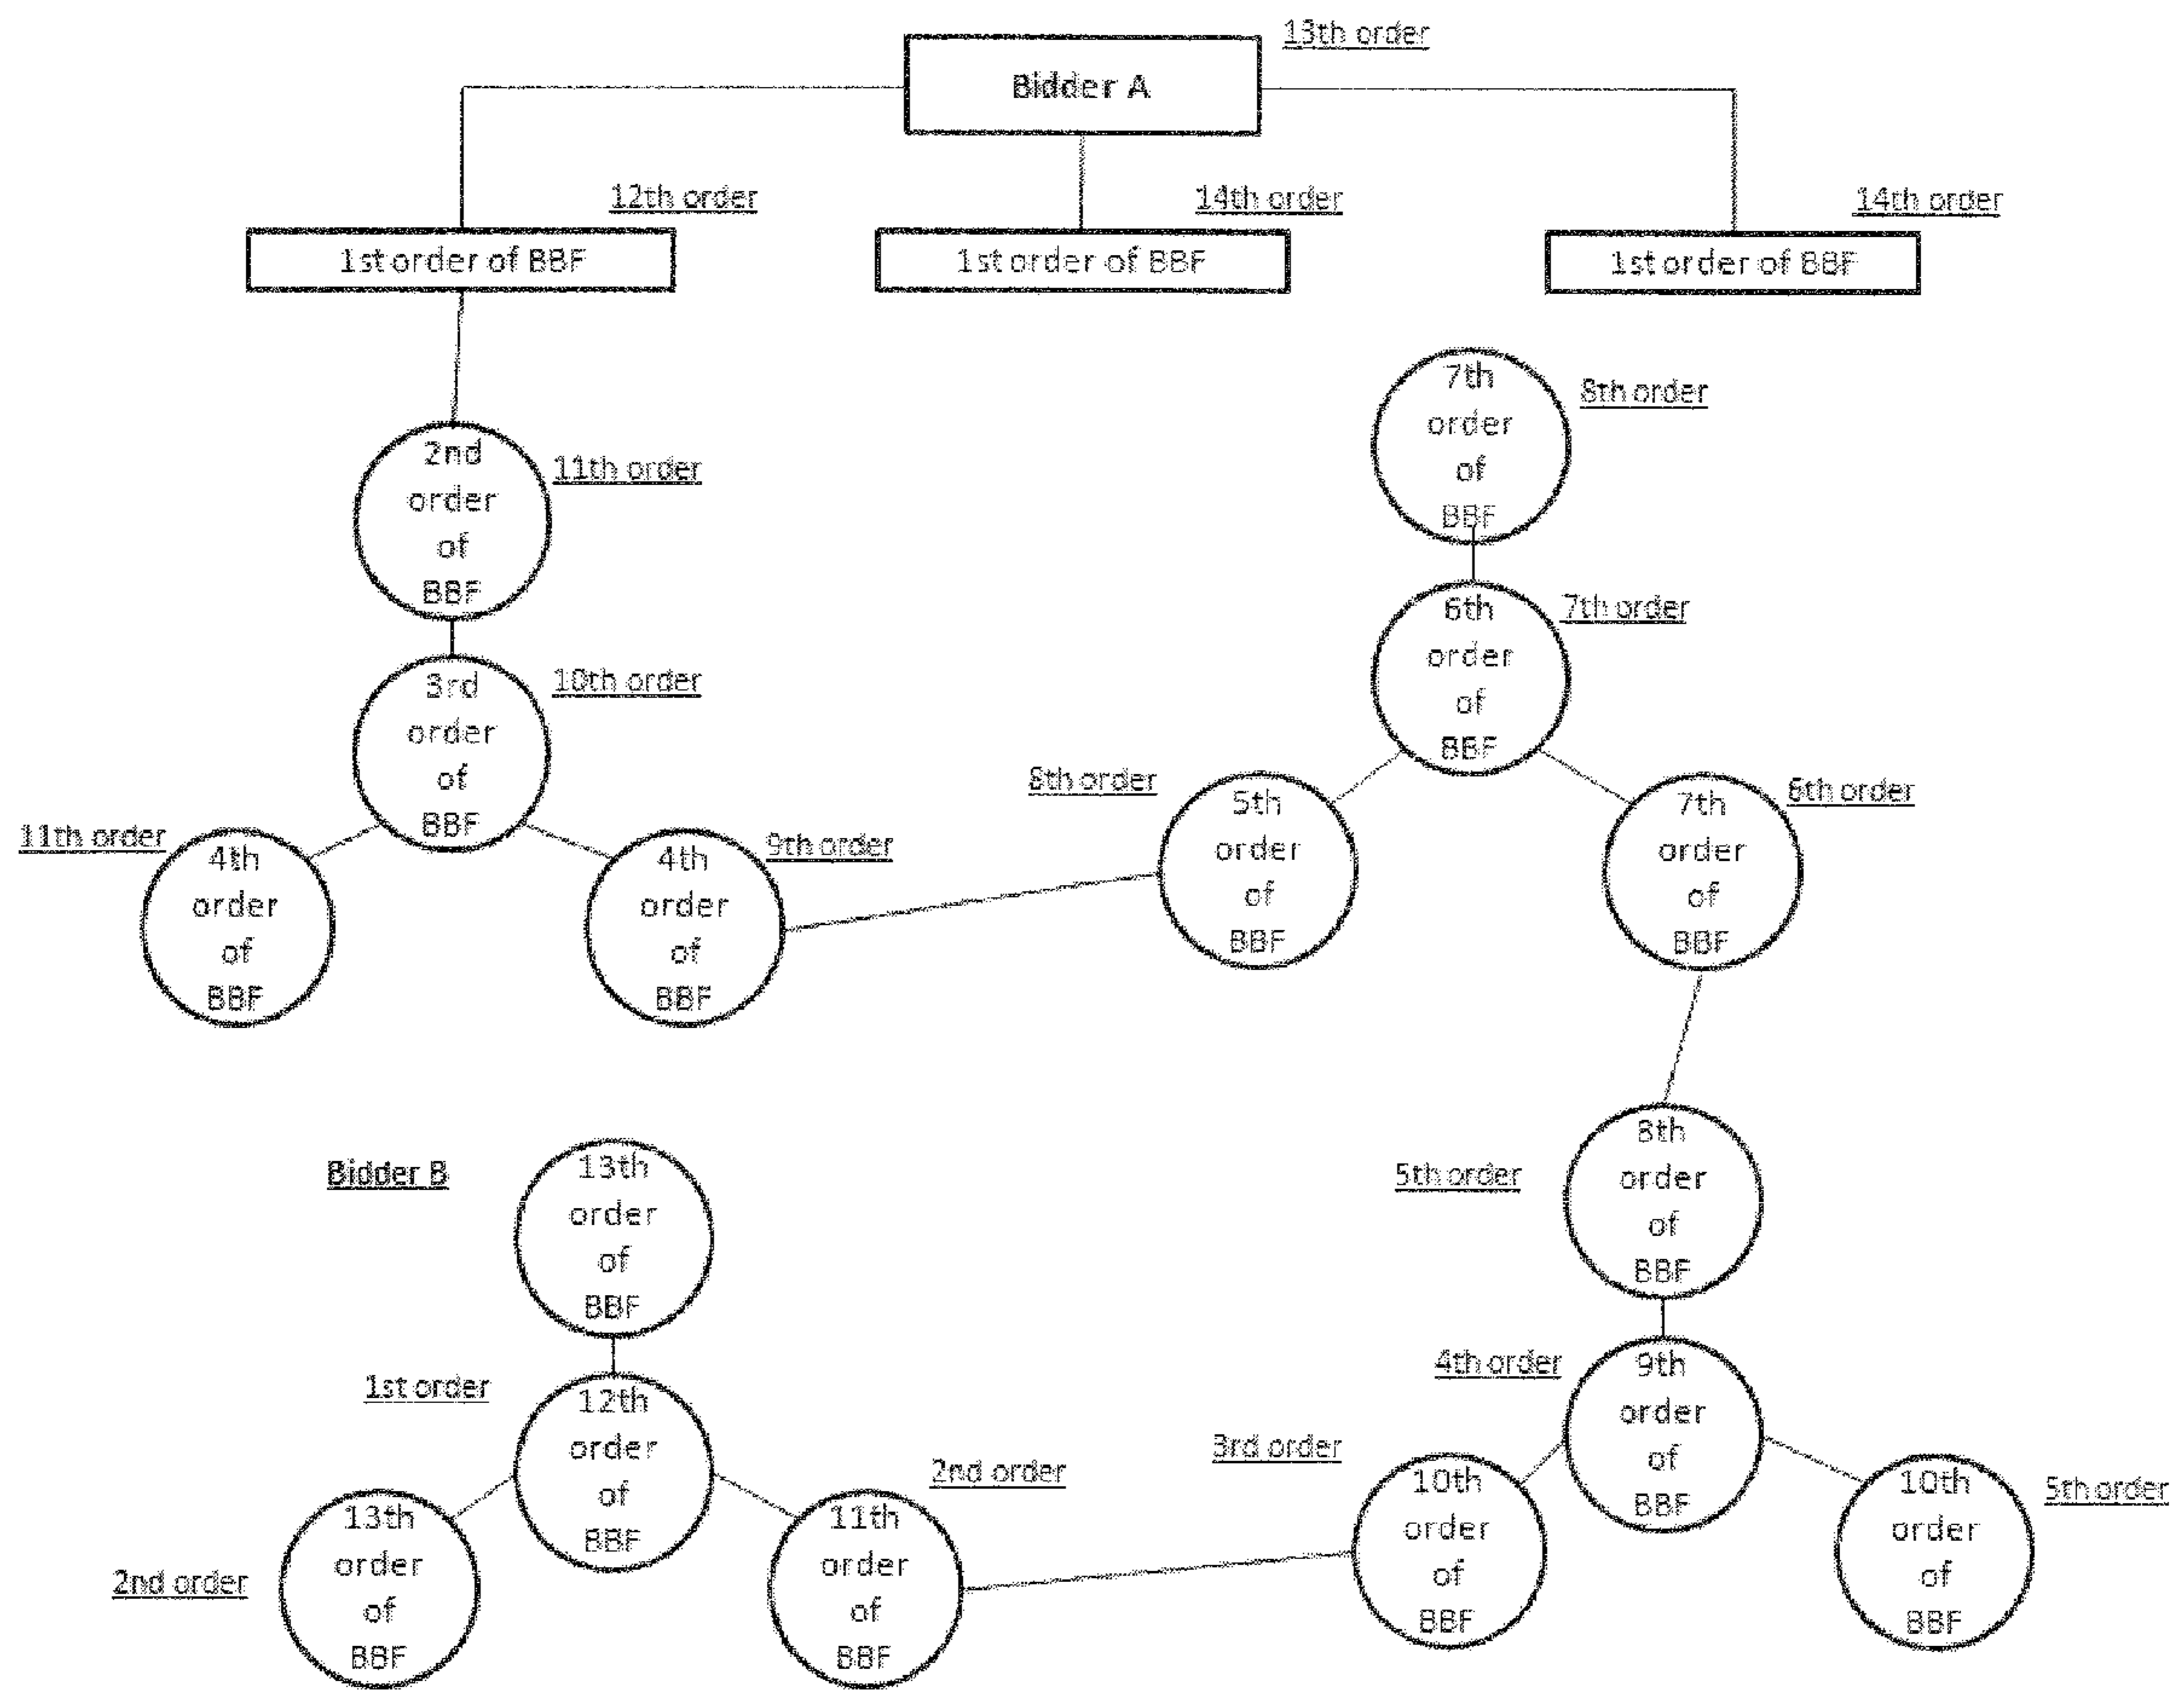 13th order
Bidder A
12th order
14th order
14th order
1st order of BBF
1st order of BBF
1st order of BBF
7th
order
of
BBF
8th order
2nd
order
of
BBF
11th order
6th
order
of
BBF
7th order
3rd
order
of
BBF
10th order
8th order
5th
order
of
BBF
7th
order
of
BBF
6th order
11th order
4th
order
of
BBF
4th
order
of
BBF
9th order
8th
order
of
BBF
5th order
Bidder B
13th
order
of
BBF
1st order
12th
order
of
BBF
4th order
9th
order
of
BBF
2nd order
3rd order
10th
order
of
BBF
10th
order
of
BBF
5th order
2nd order
13th
order
of
BBF
11th
order
of
BBF